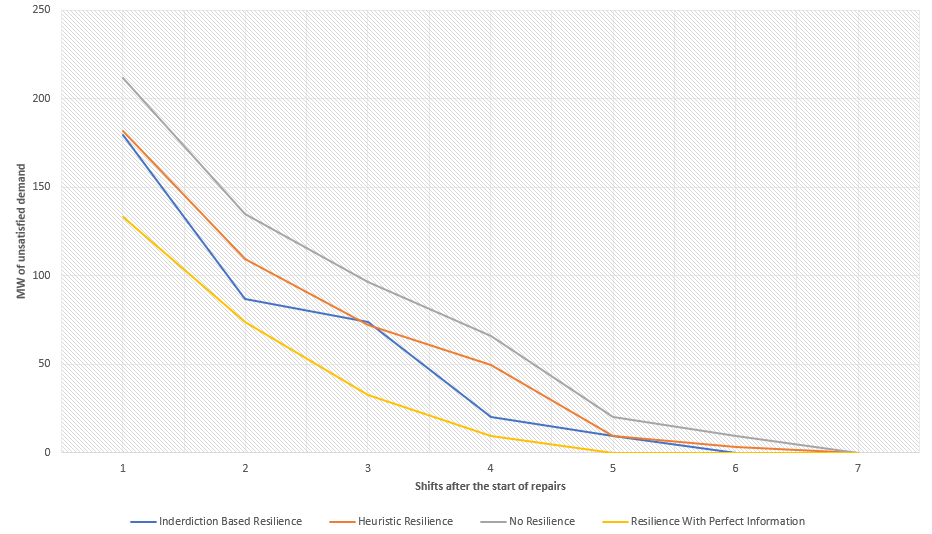 250
200
150
100
50
0
MW of unsatisfied demand
1 2 3 4 5 6 7
Shifts after the start of repairs
Inderdiction Based Resilience Heuristic Resilience No Resilience Resilience With Perfect Information